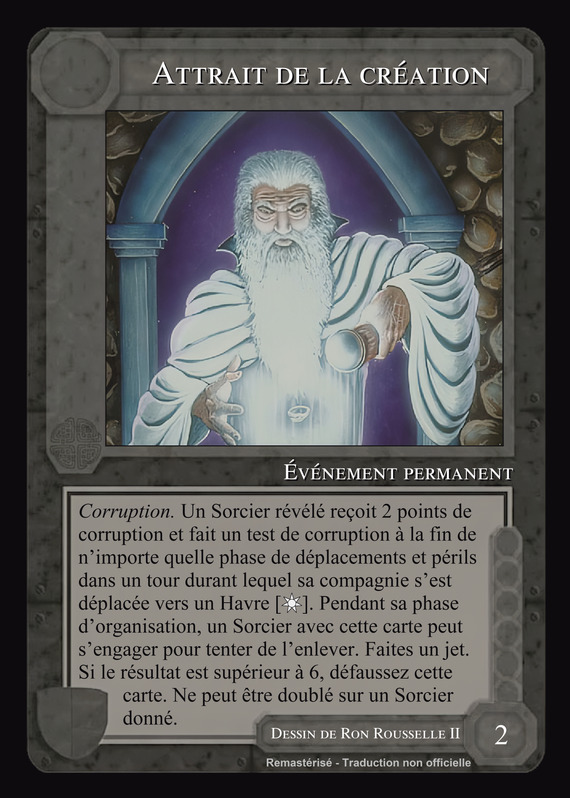 Attrait de la création
Événement permanent
Corruption. Un Sorcier révélé reçoit 2 points de
corruption et fait un test de corruption à la fin de
n'importe quelle phase de déplacements et périls
dans un tour durant lequel sa compagnie s'est
déplacée vers un Havre [☼]. Pendant sa phase
d'organisation, un Sorcier avec cette carte peut
s'engager pour tenter de l'enlever. Faites un jet.
Si le résultat est supérieur à 6, défaussez cette
carte. Ne peut être doublé sur un Sorcier
donné.
Dessin de Ron Rousselle II
2
Remastérisé - Traduction non officielle